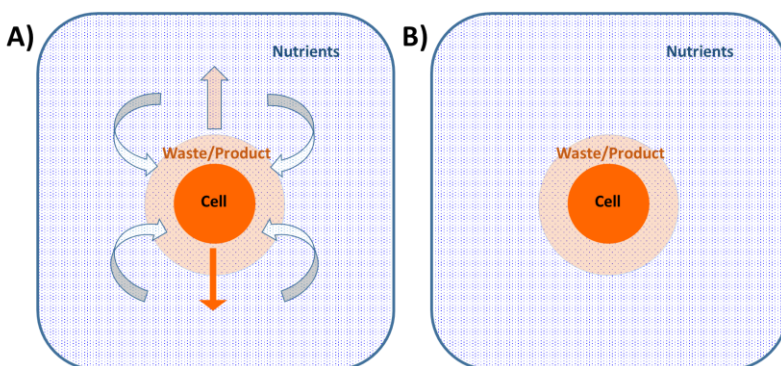 A)
Nutrients
Waste/Product
Cell
B)
Nutrients
Waste/Product
Cell